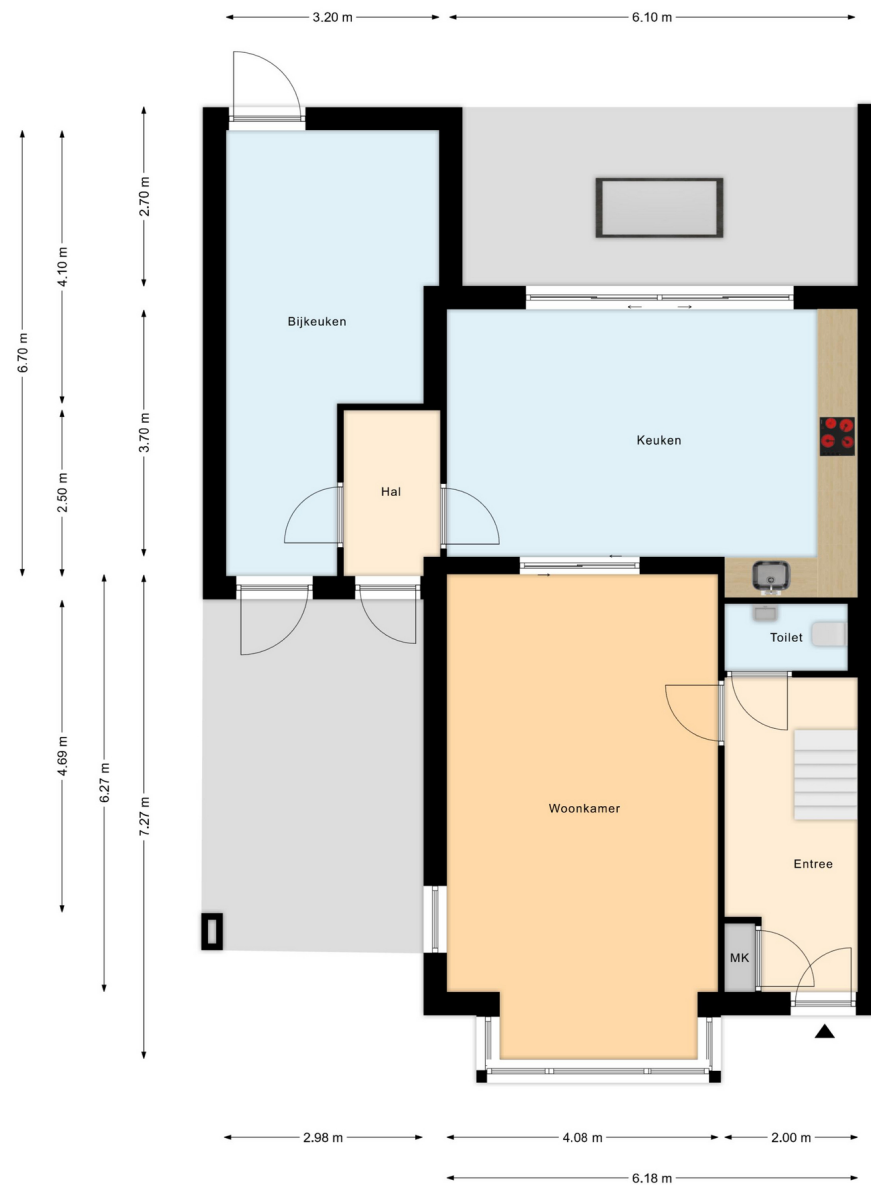 3.20 m
6.10 m
2.70 m
4.10 m
6.70 m
Bijkeuken
3.70 m
Keuken
2.50 m
Hal
Toilet
4.69 m
6.27 m
7.27 m
Woonkamer
Entree
MK
2.98 m
4.08 m
2.00 m
6.18 m